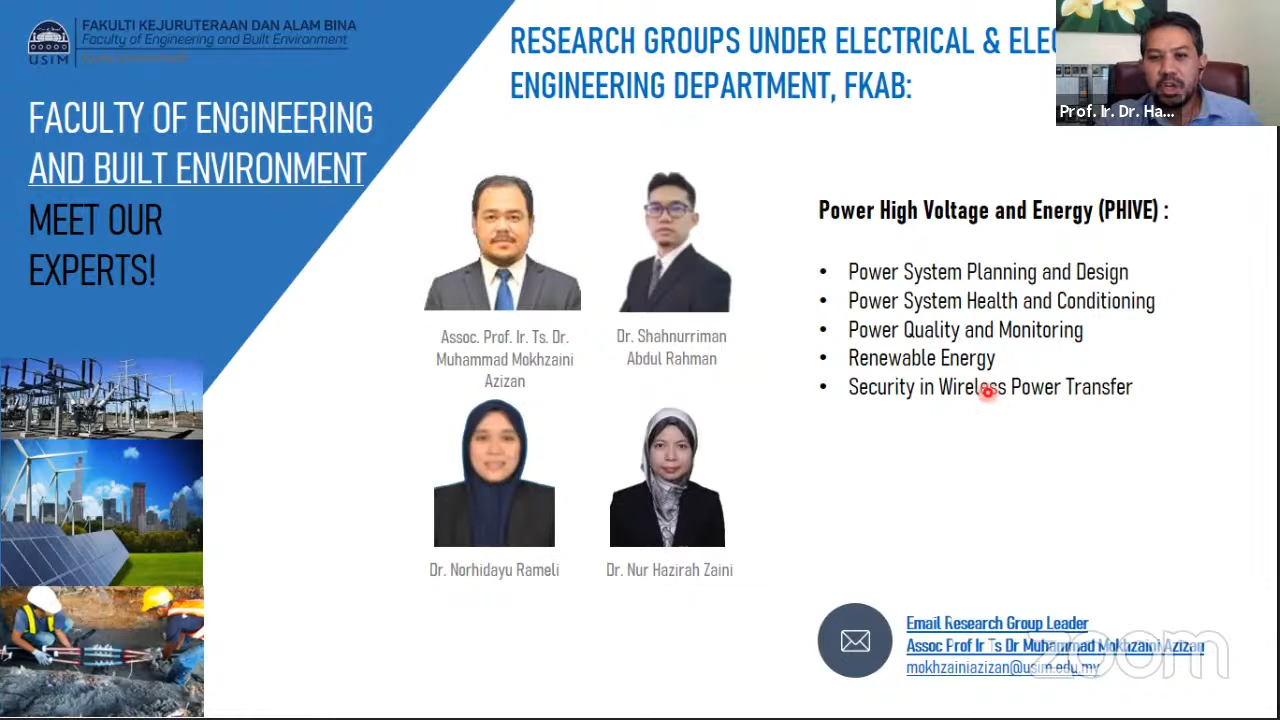 FAKULTI KEJURUTERAAN DAN ALAM BINA
Faculty of Engineering and Built Environment
USIM
FACULTY OF ENGINEERING
AND BUILT ENVIRONMENT
MEET OUR
EXPERTS!
RESEARCH GROUPS UNDER ELECTRICAL & ELEC
ENGINEERING DEPARTMENT, FKAB:
Prof. Ir. Dr. Ha...
Assoc. Prof. Ir. Ts. Dr.
Muhammad Mokhzaini
Azizan
Dr. Shahnurriman
Abdul Rahman
Dr. Norhidayu Rameli
Dr. Nur Hazirah Zaini
Power High Voltage and Energy (PHIVE) :
• Power System Planning and Design
• Power System Health and Conditioning
• Power Quality and Monitoring
• Renewable Energy
• Security in Wireless Power Transfer
Email Research Group Leader
Assoc Prof Ir Ts Dr Muhammad Mokhzaini Azizan
mokhzainiazizan@usim.edu.my
zoom